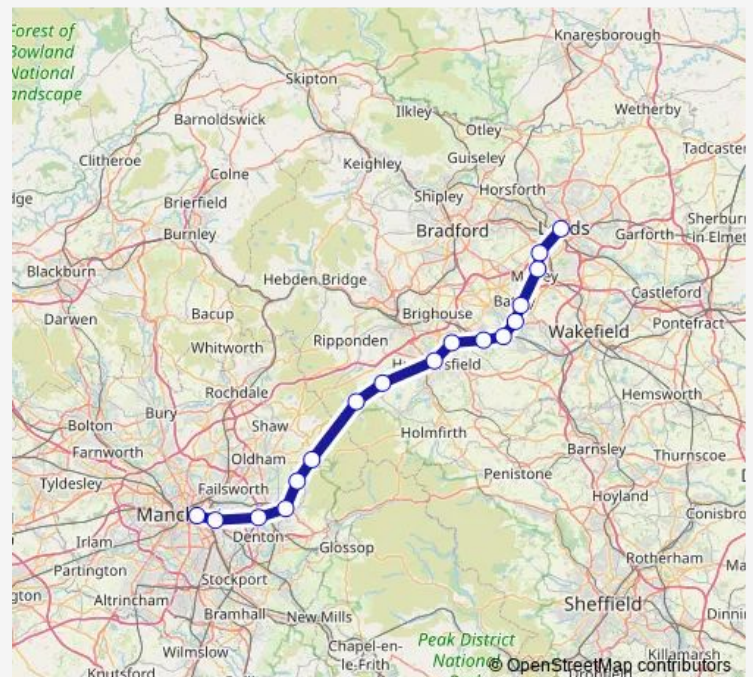 Forest of
Bowland
National
Landscape
Knaresborough
Skipton
Barnoldswick
Ilkley
Wetherby
Otley
Clitheroe
Keighley
Guiseley
Tadcaster
Colne
Shipley
Horsforth
Brierfield
Bradford
Garforth
Sherburn
in Elmet
Burnley
Blackburn
Hebden Bridge
Castleford
Darwen
Bacup
Brighouse
Wakefield
Pontefract
Whitworth
Ripponden
Rochdale
Hemsworth
Bury
Bolton
Shaw
Holmfirth
Barnsley
Farnworth
Thurnscoe
Oldham
Penistone
Tyldesley
Failsworth
Hoyland
Conisbro
Irlam
Denton
Glossop
Rotherham
Partington
Stockport
Altrincham
Sheffield
Bramhall
New Mills
Dinni
Peak District
National
Wilmslow
Chapel-en-
le-Frith
Killamarsh
Knutsford
© OpenStreetMap contributors